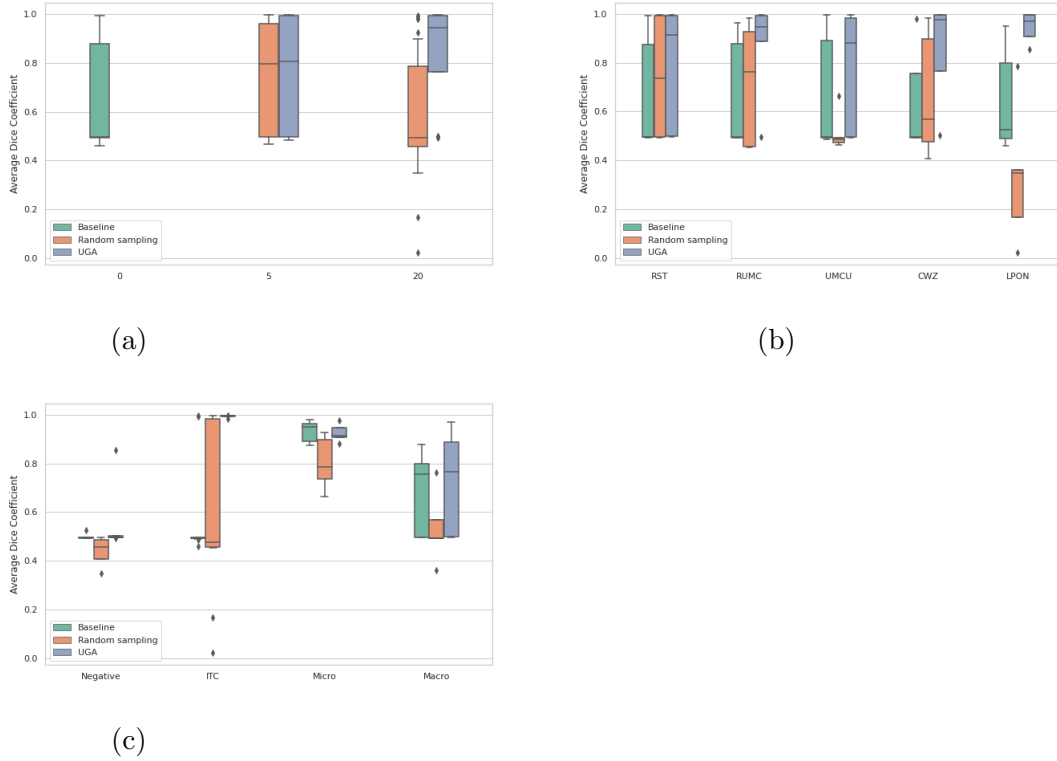 Average Dice Coefficient
1.0
0.8
0.6
0.4
0.2
0.0
Baseline
Random sampling
UGA
0 5 20
(a)
Average Dice Coefficient
1.0
0.8
0.6
0.4
0.2
0.0
Baseline
Random sampling
UGA
RST RUMC UMCU CWZ LPON
(b)
Average Dice Coefficient
1.0
0.8
0.6
0.4
0.2
0.0
Baseline
Random sampling
UGA
Negative ITC Micro Macro
(c)